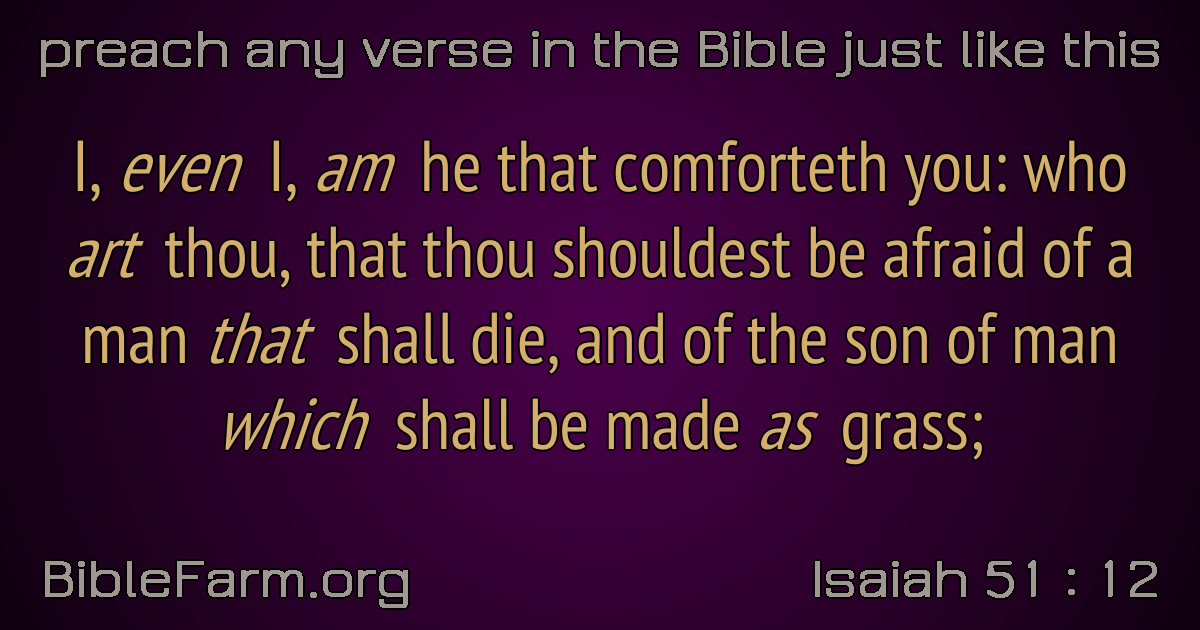 preach any verse in the Bible just like this
I, even I, am he that comforteth you: who
art thou, that thou shouldest be afraid of a
man that shall die, and of the son of man
which shall be made as grass;
BibleFarm.org
Isaiah 51 : 12